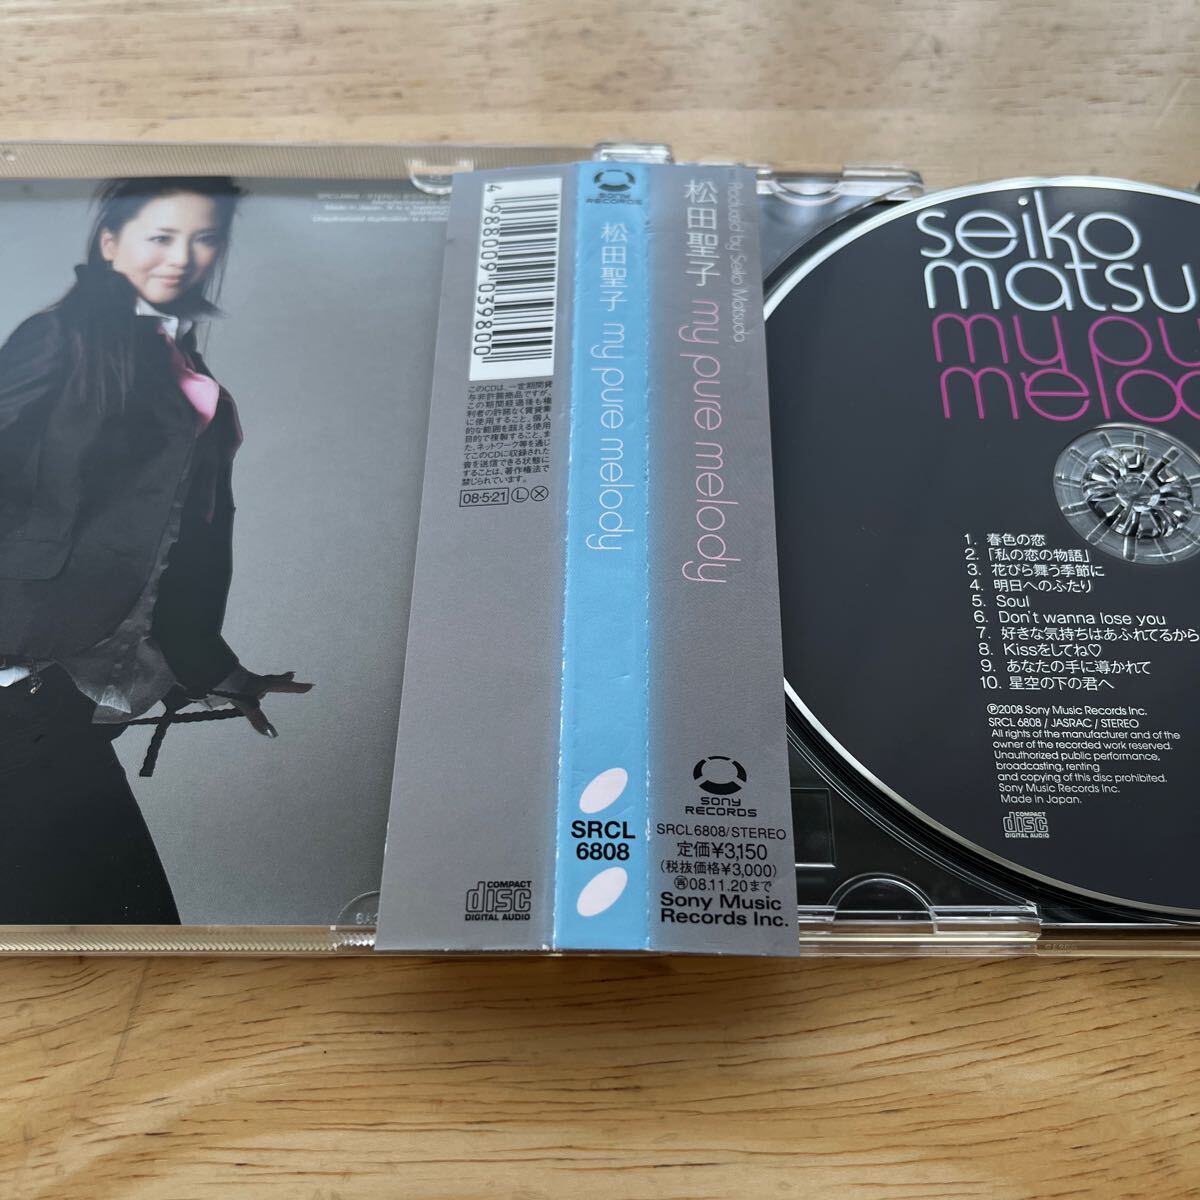 4 988009 039800
このCDは、一定期間貸
与非許諾商品ですが、
この期間経過後も権
利者の許諾なく賃貸業
に使用すること、個人
的な範囲を超える使用
目的で複製すること、ま
た、ネットワーク等を通じ
てこのCDに収録された
音を送信できる状態に
することは、著作権法で
禁じられています。
08・5・21 Ⓛ ⓧ
COMPACT
disc
DIGITAL AUDIO
SONY
RECORDS
松田聖子 my pure melody
SRCL
6808
Produced by Seiko Matsuda
松田聖子 my pure melody
SONY
RECORDS
SRCL 6808/STEREO
定価¥3,150
(税抜価格¥3,000)
㋰08.11.20まで
Sony Music
Records Inc.
seiko
matsu
my pu
melod
1. 春色の恋
2. 「私の恋の物語」
3. 花びら舞う季節に
4. 明日へのふたり
5. Soul
6. Don't wanna lose you
7. 好きな気持ちはあふれてるから
8. Kissをしてね♡
9. あなたの手に導かれて
10. 星空の下の君へ
℗2008 Sony Music Records Inc.
SRCL 6808 / JASRAC / STEREO
All rights of the manufacturer and of the
owner of the recorded work reserved.
Unauthorized public performance,
broadcasting, renting
and copying of this disc prohibited.
Sony Music Records Inc.
Made in Japan.
COMPACT
disc
DIGITAL AUDIO